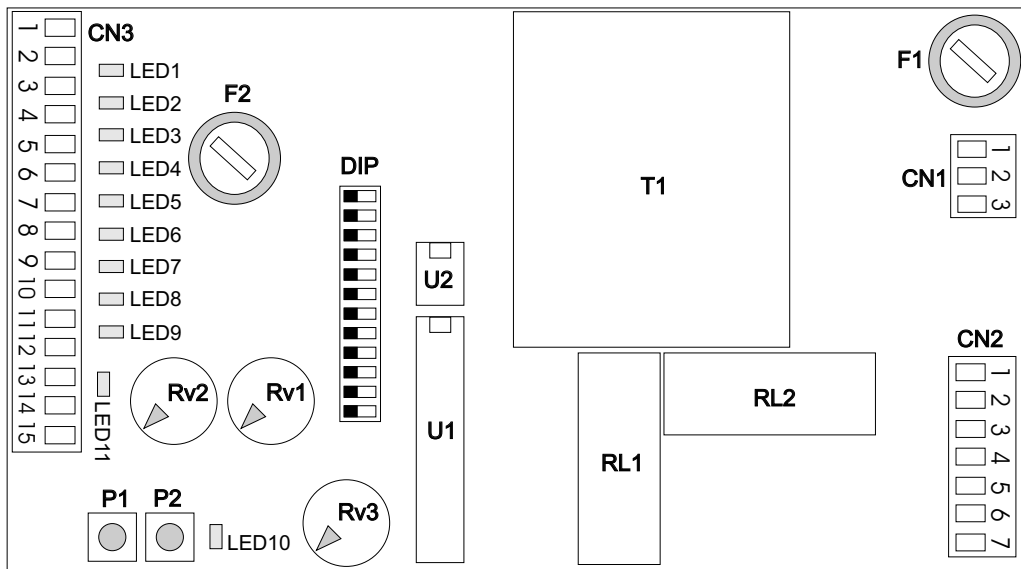 CN3
1
2
3
4
5
6
7
8
9
10
11
12
13
14
15
LED1
LED2
LED3
LED4
LED5
LED6
LED7
LED8
LED9
LED11
F2
DIP
Rv2
Rv1
P1
P2
LED10
Rv3
U2
U1
T1
RL1
RL2
F1
CN1
1
2
3
CN2
1
2
3
4
5
6
7